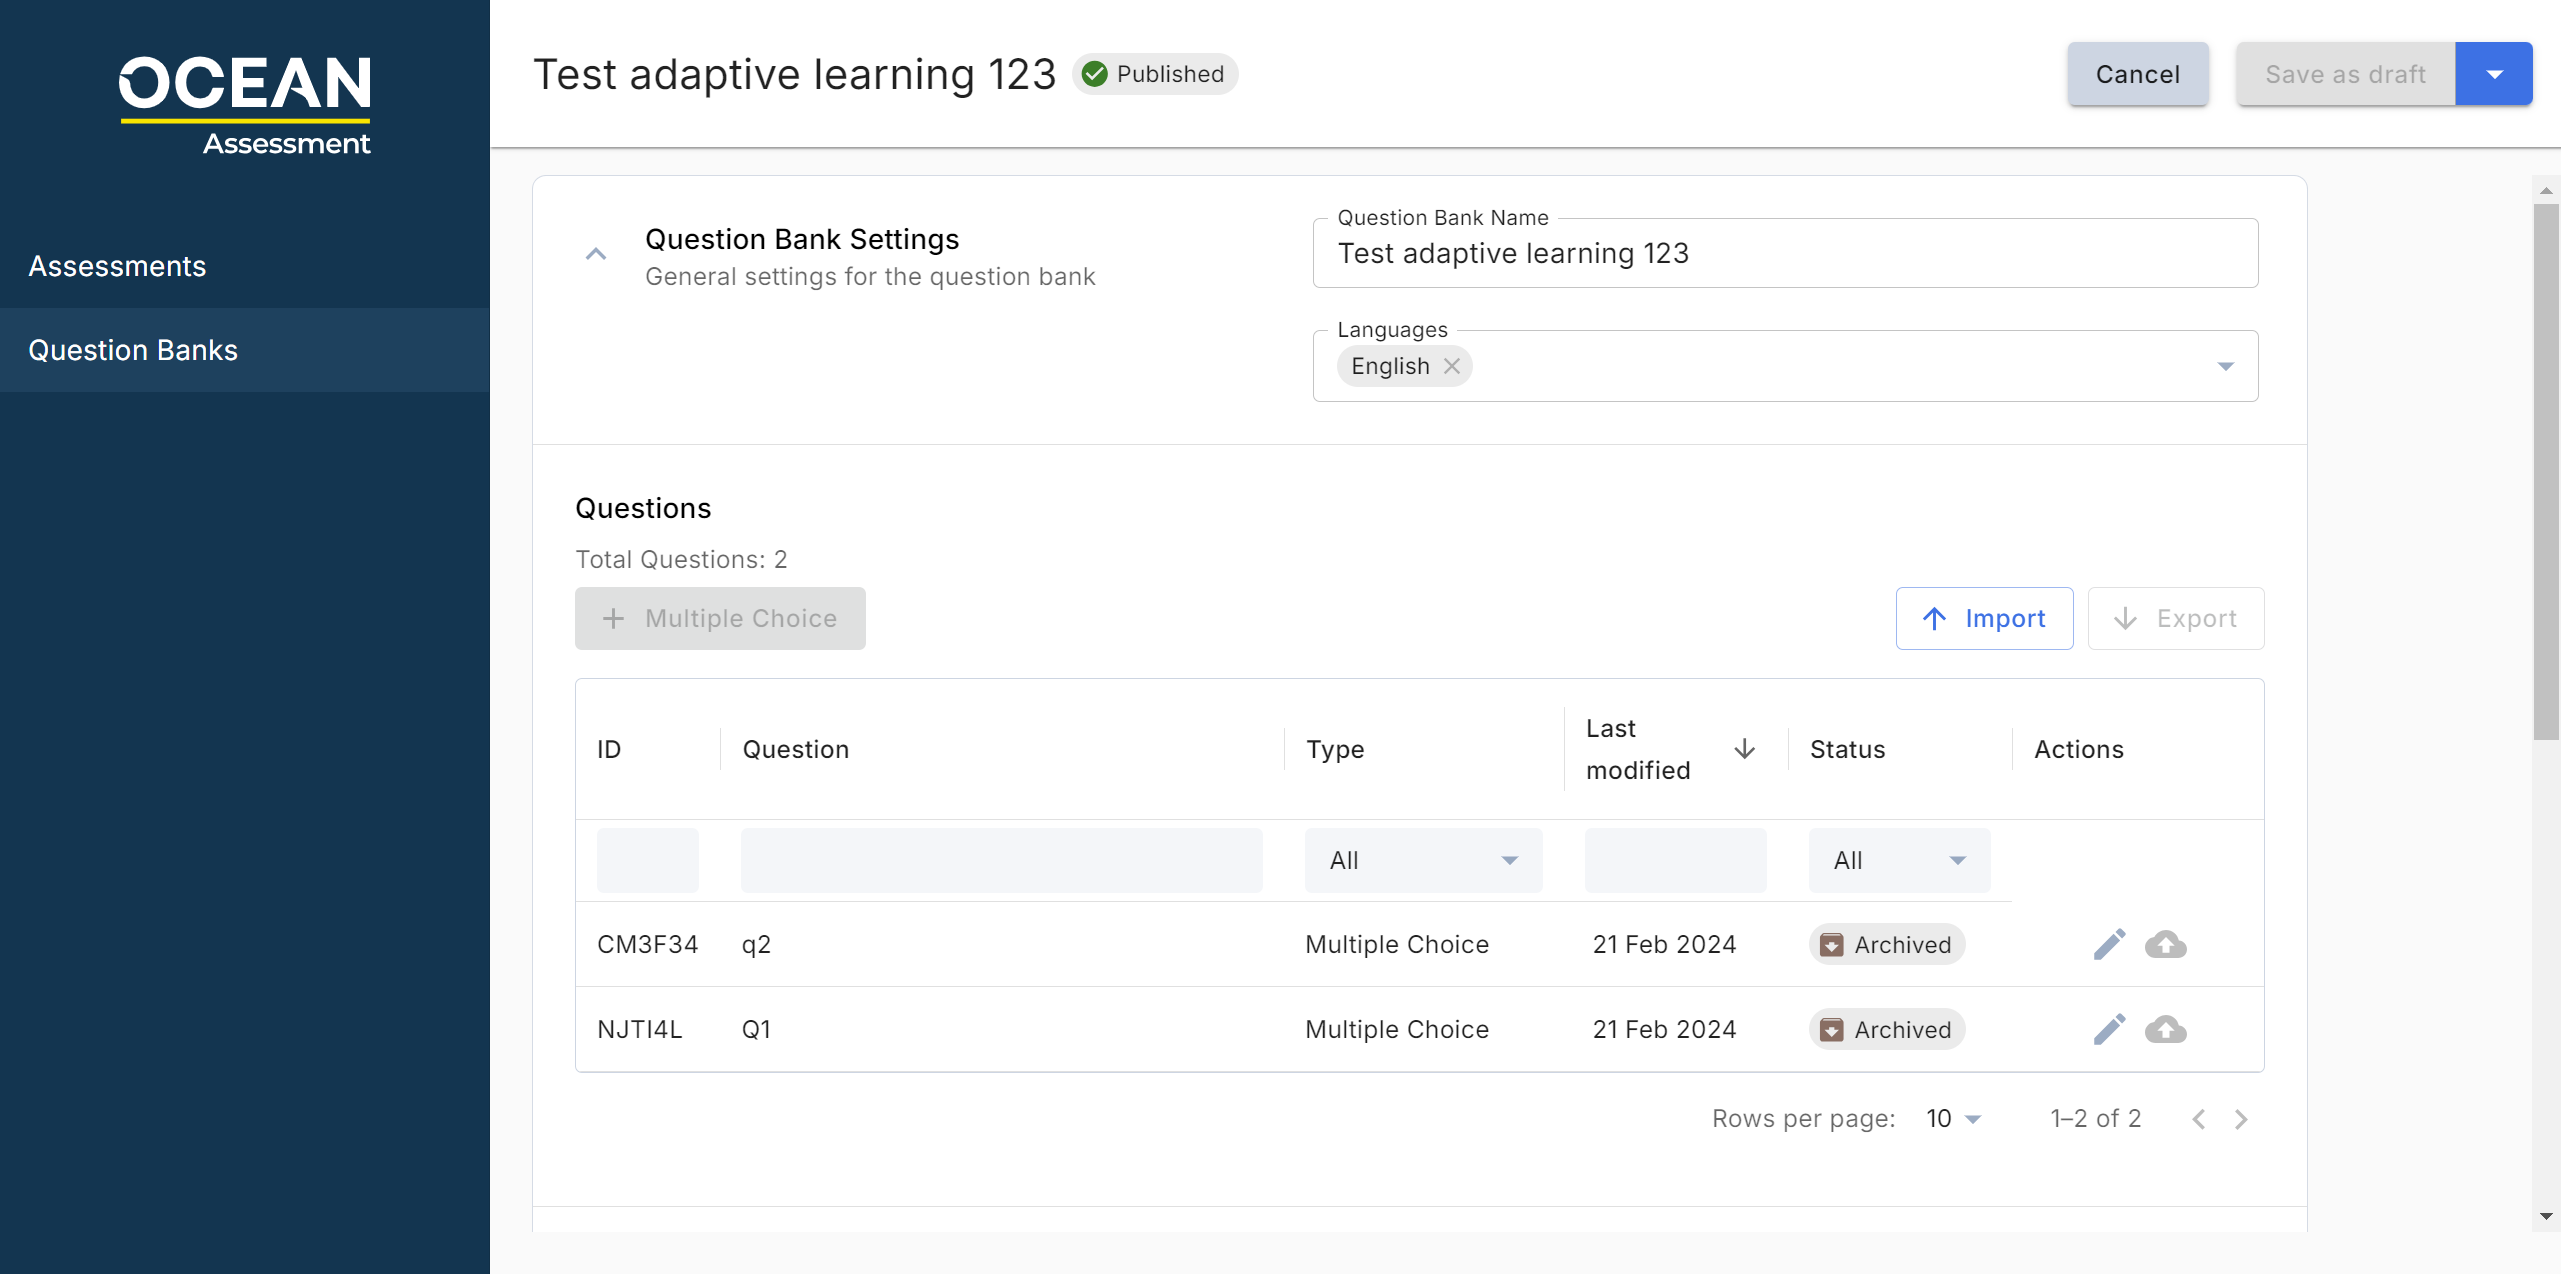 OCEAN
Assessment
Assessments
Question Banks
Test adaptive learning 123
Published
Cancel
Save as draft
Question Bank Settings
General settings for the question bank
Question Bank Name
Test adaptive learning 123
Languages
English
Questions
Total Questions: 2
Multiple Choice
Import
Export
ID
Question
Type
Last modified
Status
Actions
All
All
CM3F34 q2 Multiple Choice 21 Feb 2024 Archived
NJTI4L Q1 Multiple Choice 21 Feb 2024 Archived
Rows per page: 10 1–2 of 2